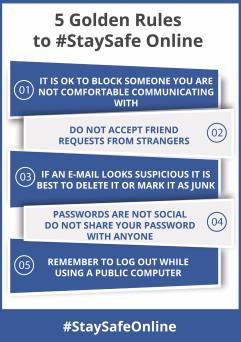 5 Golden Rules
to #StaySafe Online
01
IT IS OK TO BLOCK SOMEONE YOU ARE
NOT COMFORTABLE COMMUNICATING
WITH
DO NOT ACCEPT FRIEND
REQUESTS FROM STRANGERS
02
03
IF AN E-MAIL LOOKS SUSPICIOUS IT IS
BEST TO DELETE IT OR MARK IT AS JUNK
PASSWORDS ARE NOT SOCIAL
DO NOT SHARE YOUR PASSWORD
WITH ANYONE
04
05
REMEMBER TO LOG OUT WHILE
USING A PUBLIC COMPUTER
#StaySafeOnline